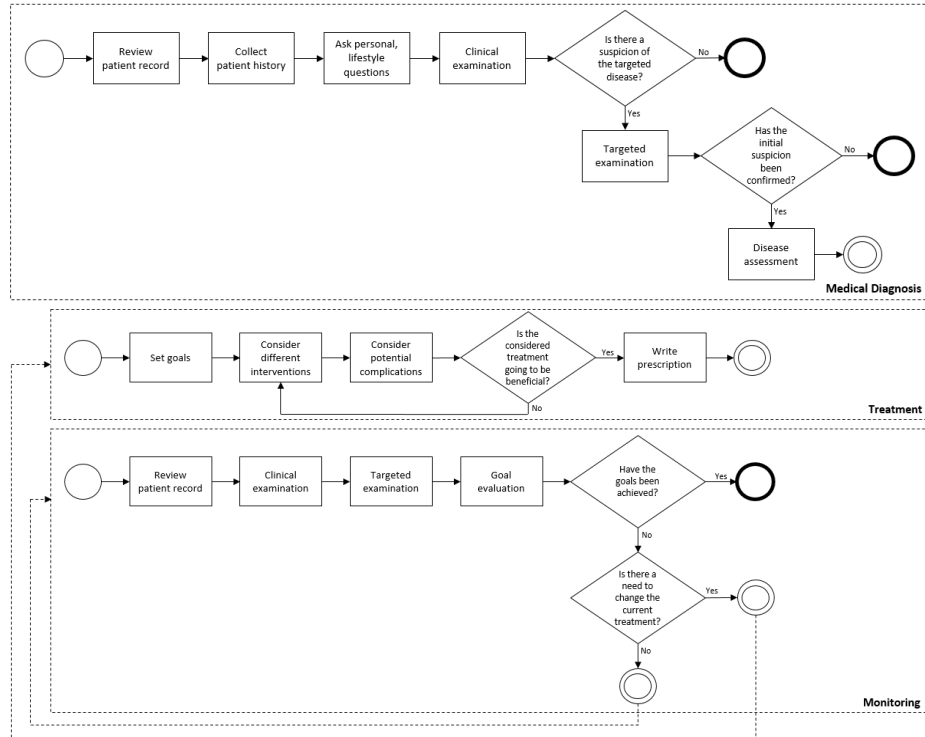 Review
patient record
Collect
patient history
Ask personal,
lifestyle
questions
Clinical
examination
Is there a
suspicion of
the targeted
disease?
No
Yes
Targeted
examination
Has the
initial
suspicion
been
confirmed?
No
Yes
Disease
assessment
Medical Diagnosis
Set goals
Consider
different
interventions
Consider
potential
complications
Is the
considered
treatment
going to be
beneficial?
Yes
No
Write
prescription
Treatment
Review
patient record
Clinical
examination
Targeted
examination
Goal
evaluation
Have the
goals been
achieved?
Yes
No
Is there a
need to
change the
current
treatment?
Yes
No
Monitoring